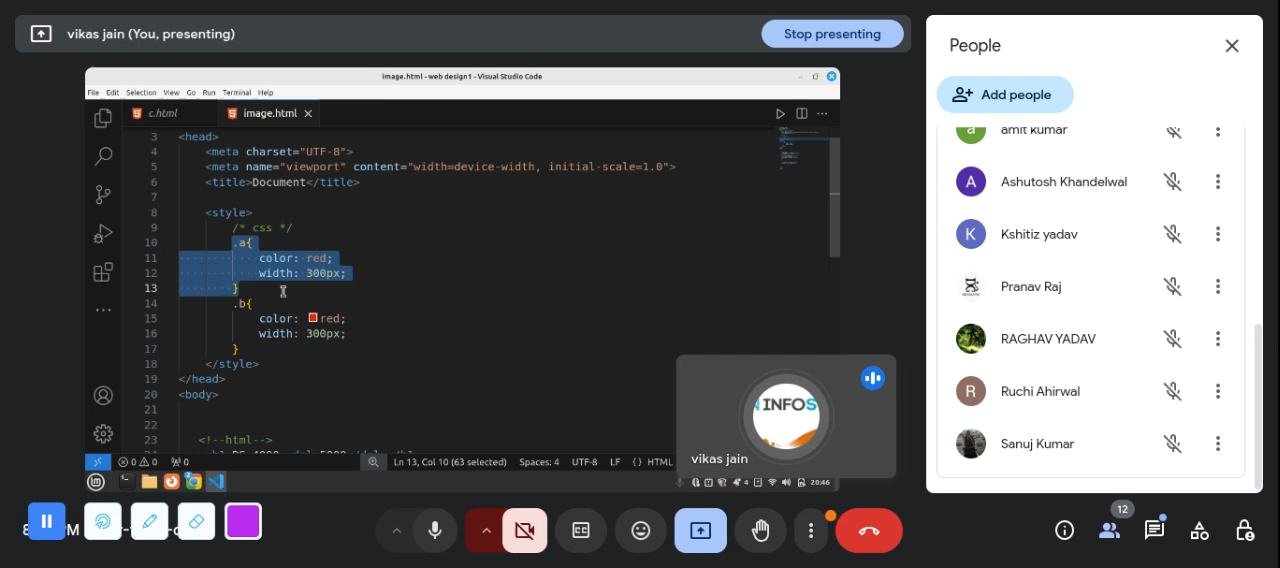 vikas jain (You, presenting)
Stop presenting
image.html - web design1 - Visual Studio Code
File Edit Selection View Go Run Terminal Help
c.html
image.html
3 <head>
4 <meta charset="UTF-8">
5 <meta name="viewport" content="width=device-width, initial-scale=1.0">
6 <title>Document</title>
7
8 <style>
9 /* css */
10 .a{
11 color: red;
12 width: 300px;
13 }
14 .b{
15 color: red;
16 width: 300px;
17 }
18 </style>
19 </head>
20 <body>
21
22
23 <!--html-->
0 0 0
Ln 13, Col 10 (63 selected) Spaces: 4 UTF-8 LF {} HTML
4 20:46
INFOS
vikas jain
People
Add people
amit kumar
A Ashutosh Khandelwal
K Kshitiz yadav
Pranav Raj
RAGHAV YADAV
R Ruchi Ahirwal
Sanuj Kumar
12